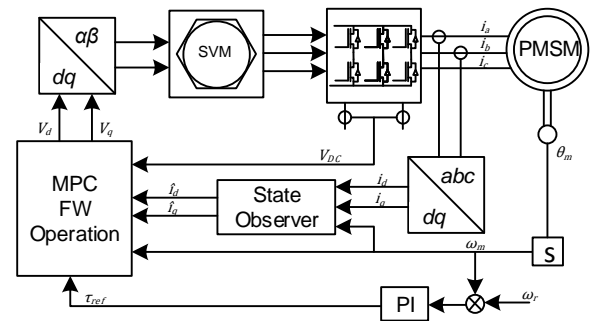 αβ
dq
SVM
i_a
i_b
i_c
PMSM
V_d
V_q
V_DC
θ_m
MPC
FW
Operation
î_d
î_q
State
Observer
i_d
i_q
abc
dq
ω_m
S
τ_ref
PI
ω_r